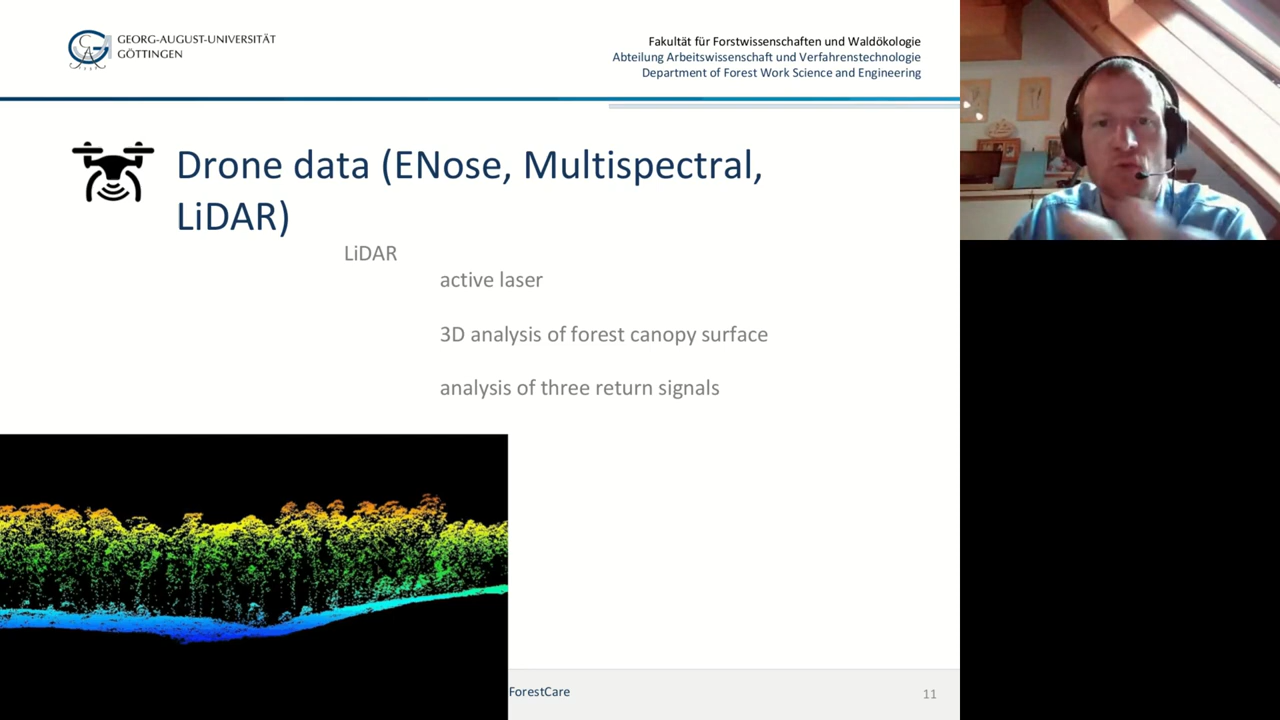 GEORG-AUGUST-UNIVERSITÄT
GÖTTINGEN
Fakultät für Forstwissenschaften und Waldökologie
Abteilung Arbeitswissenschaft und Verfahrenstechnologie
Department of Forest Work Science and Engineering
Drone data (ENose, Multispectral,
LiDAR)
LiDAR
active laser
3D analysis of forest canopy surface
analysis of three return signals
ForestCare
11